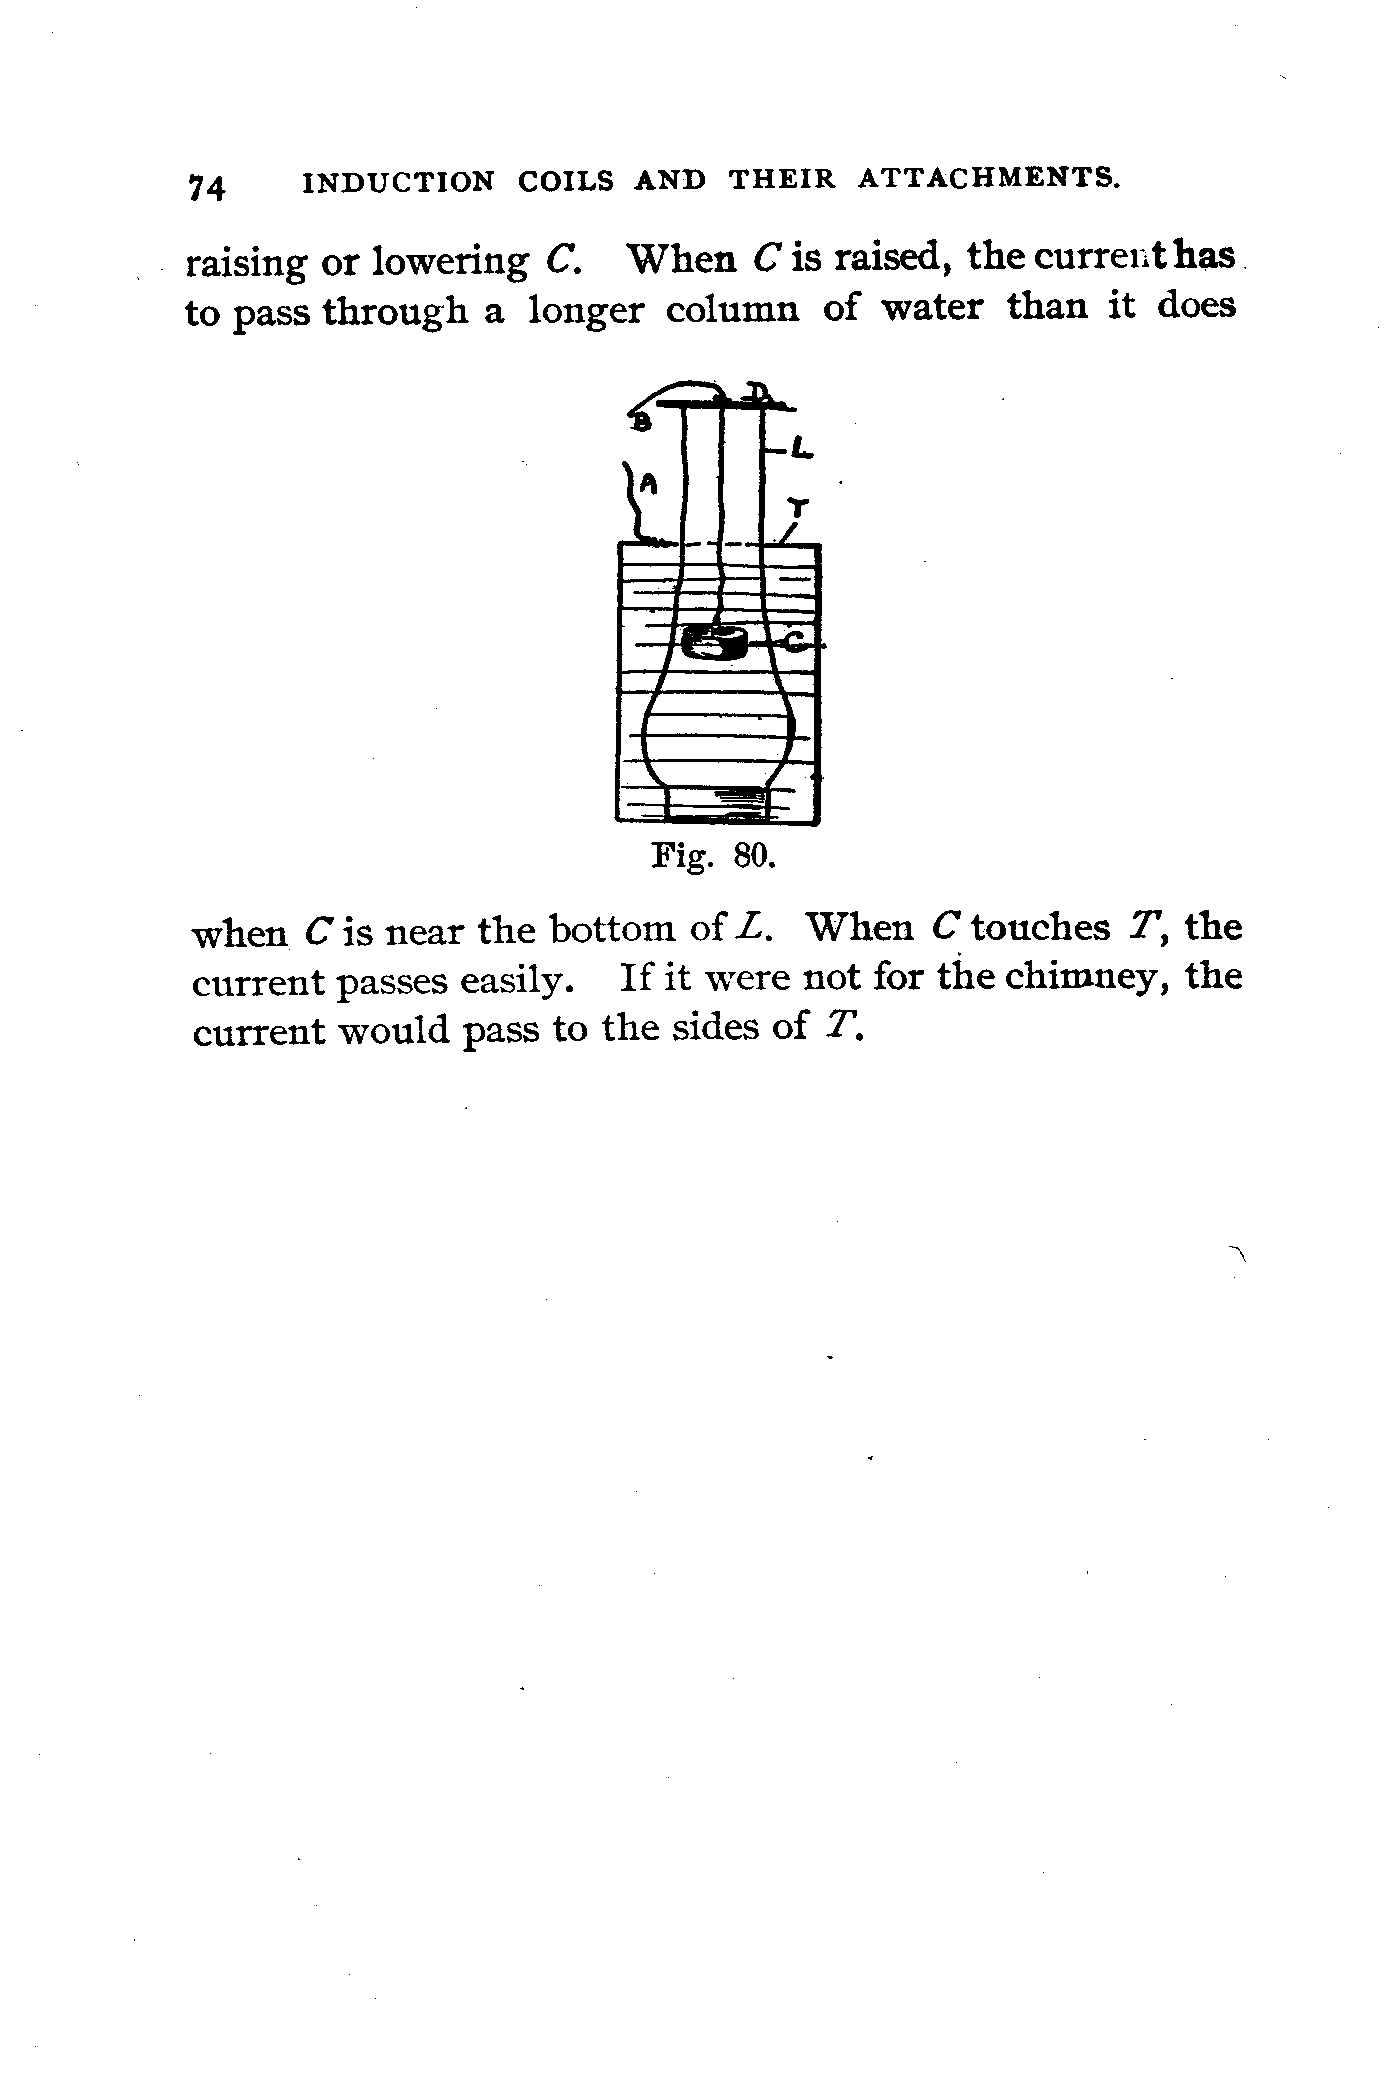 74 INDUCTION COILS AND THEIR ATTACHMENTS.
raising or lowering C. When C is raised, the current has
to pass through a longer column of water than it does
D
B
L
A
T
C
Fig. 80.
when C is near the bottom of L. When C touches T, the
current passes easily. If it were not for the chimney, the
current would pass to the sides of T.